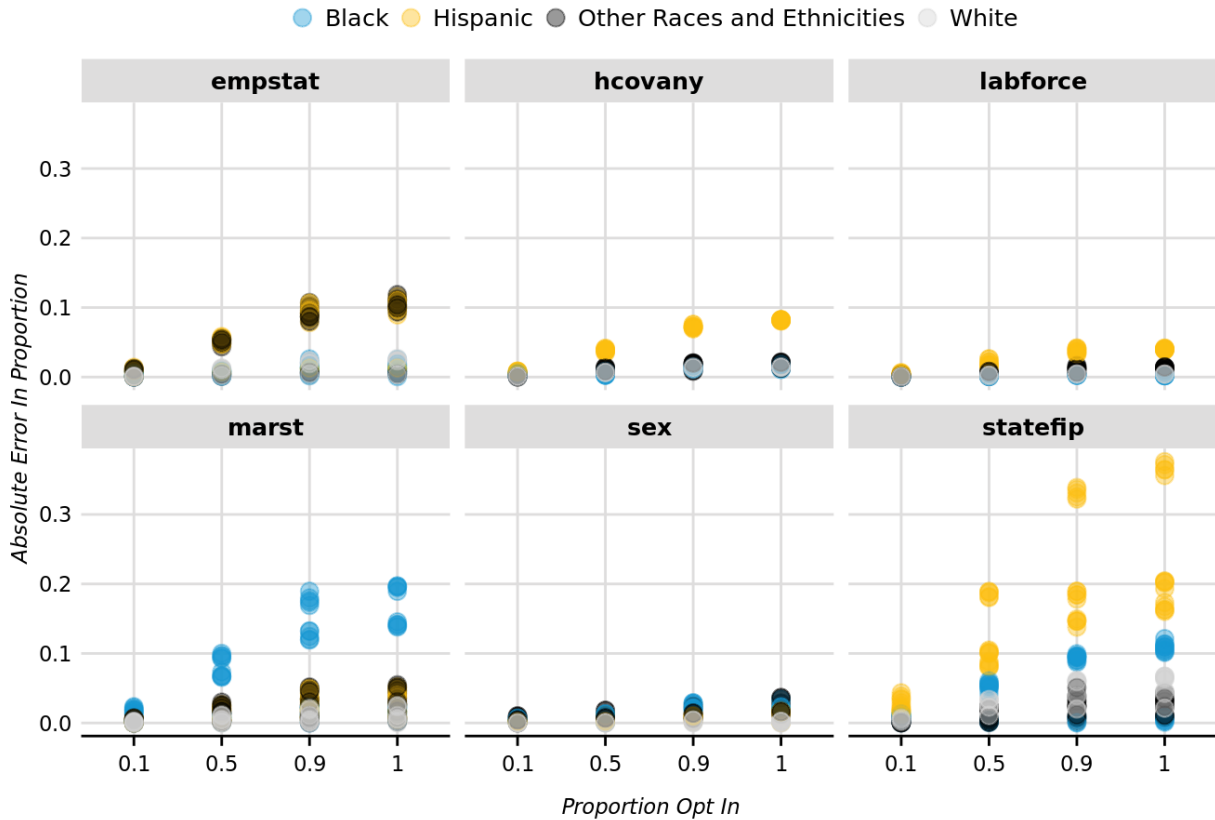 Black Hispanic Other Races and Ethnicities White
empstat hcovany labforce
0.3
0.2
0.1
0.0
marst sex statefip
0.3
0.2
0.1
0.0
Absolute Error In Proportion
0.1 0.5 0.9 1 0.1 0.5 0.9 1 0.1 0.5 0.9 1
Proportion Opt In